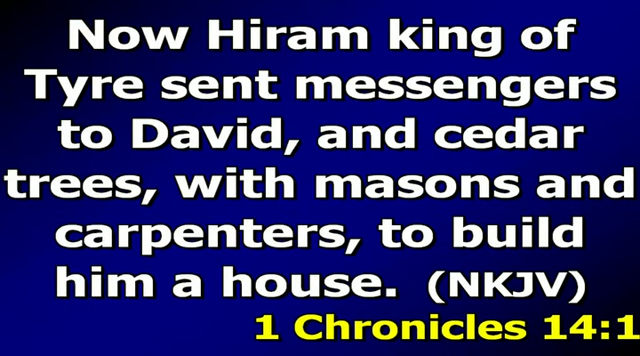 Now Hiram king of
Tyre sent messengers
to David, and cedar
trees, with masons and
carpenters, to build
him a house. (NKJV)
1 Chronicles 14:1